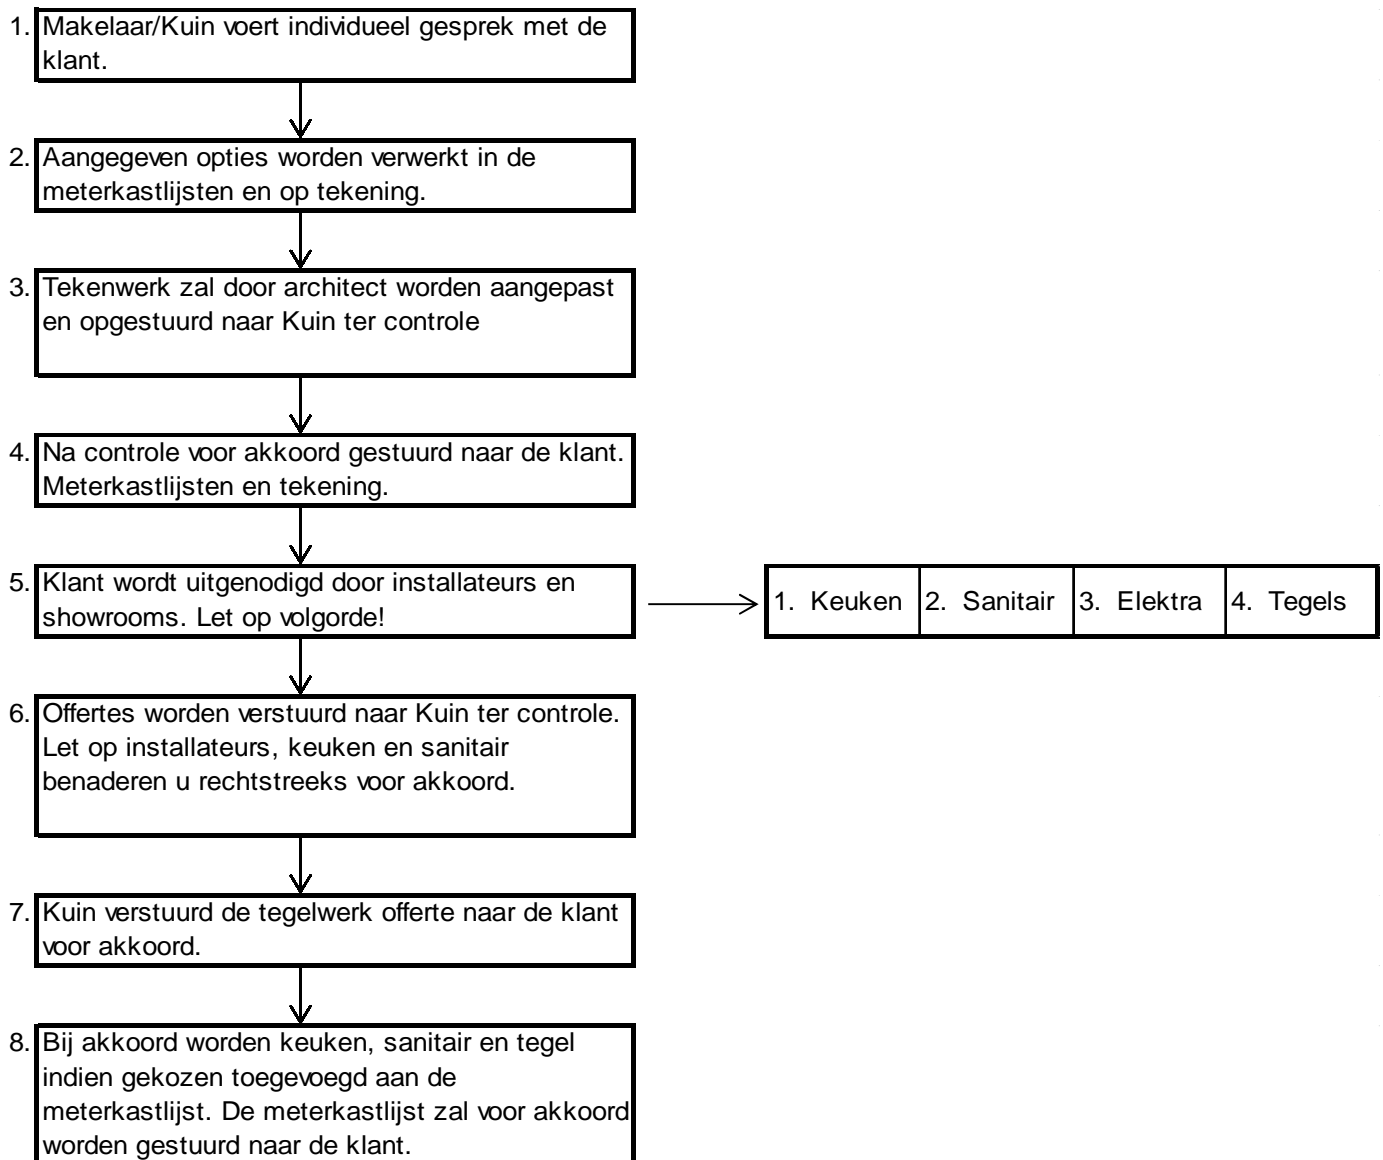 1. Makelaar/Kuin voert individueel gesprek met de
klant.
2. Aangegeven opties worden verwerkt in de
meterkastlijsten en op tekening.
3. Tekenwerk zal door architect worden aangepast
en opgestuurd naar Kuin ter controle
4. Na controle voor akkoord gestuurd naar de klant.
Meterkastlijsten en tekening.
5. Klant wordt uitgenodigd door installateurs en
showrooms. Let op volgorde!
1. Keuken 2. Sanitair 3. Elektra 4. Tegels
6. Offertes worden verstuurd naar Kuin ter controle.
Let op installateurs, keuken en sanitair
benaderen u rechtstreeks voor akkoord.
7. Kuin verstuurd de tegelwerk offerte naar de klant
voor akkoord.
8. Bij akkoord worden keuken, sanitair en tegel
indien gekozen toegevoegd aan de
meterkastlijst. De meterkastlijst zal voor akkoord
worden gestuurd naar de klant.